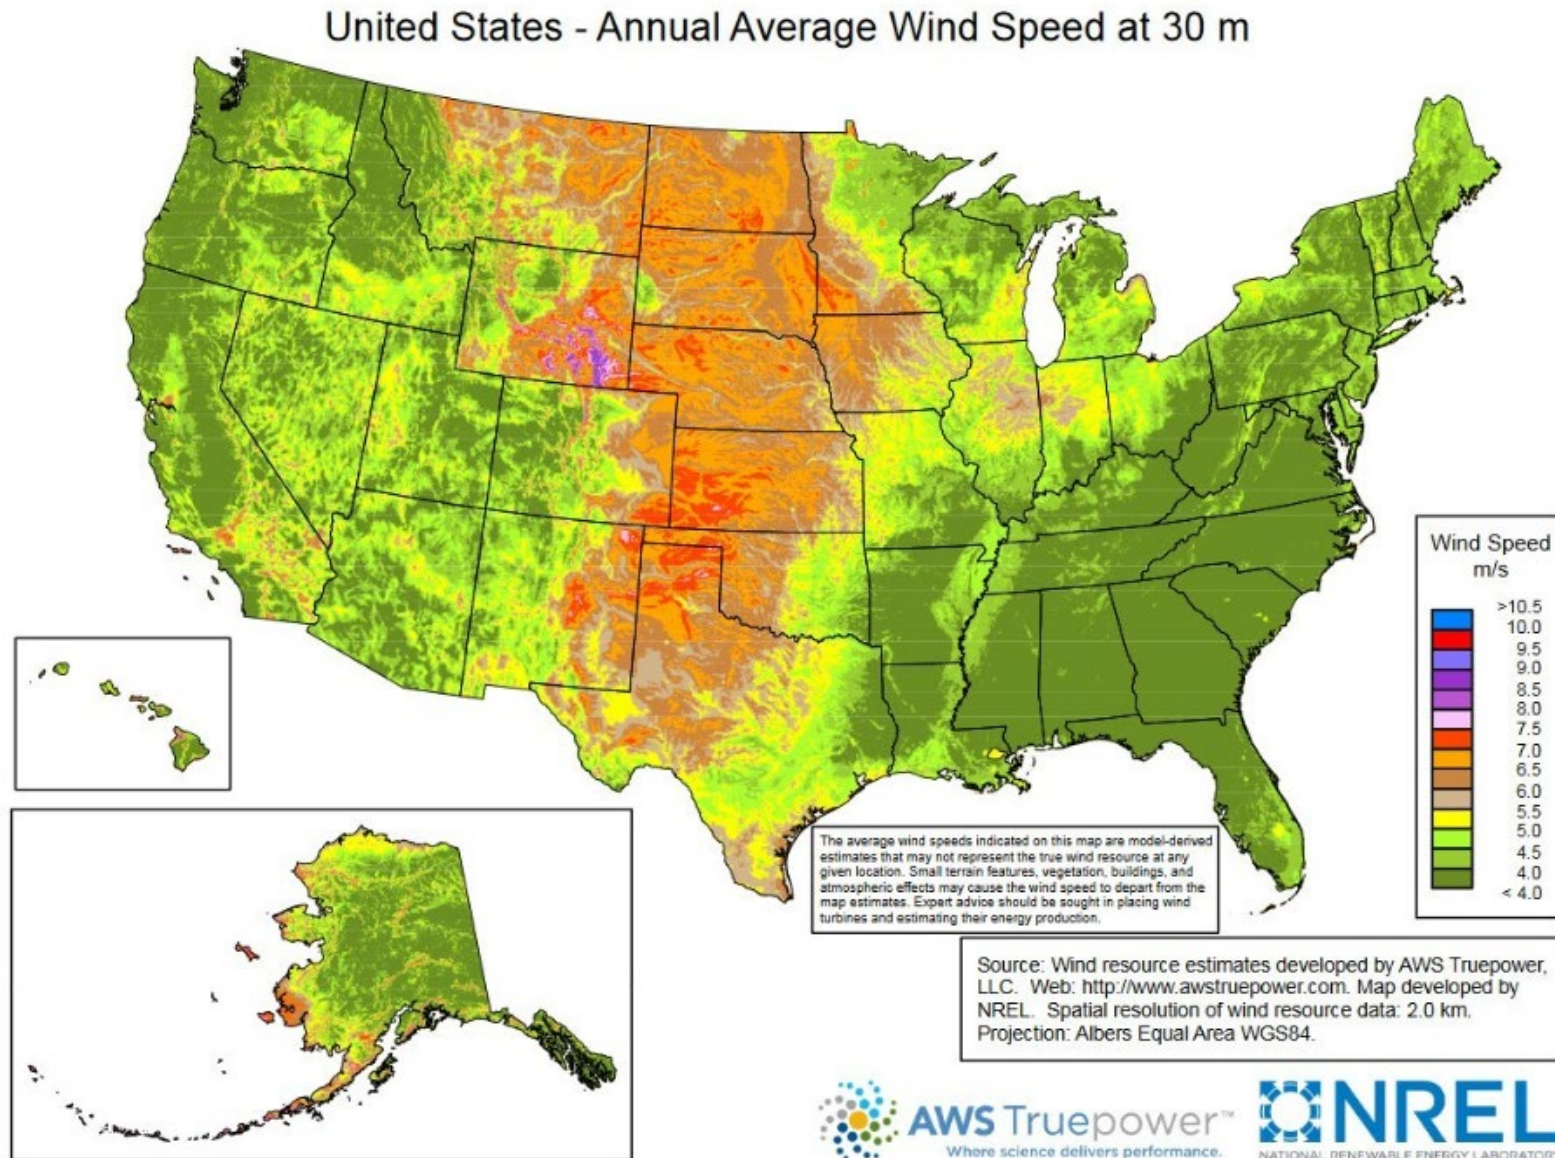 United States - Annual Average Wind Speed at 30 m
Wind Speed
m/s
>10.5
10.0
9.5
9.0
8.5
8.0
7.5
7.0
6.5
6.0
5.5
5.0
4.5
4.0
< 4.0
The average wind speeds indicated on this map are model-derived
estimates that may not represent the true wind resource at any
given location. Small terrain features, vegetation, buildings, and
atmospheric effects may cause the wind speed to depart from the
map estimates. Expert advice should be sought in placing wind
turbines and estimating their energy production.
Source: Wind resource estimates developed by AWS Truepower,
LLC. Web: http://www.awstruepower.com. Map developed by
NREL. Spatial resolution of wind resource data: 2.0 km.
Projection: Albers Equal Area WGS84.
AWS Truepower™
Where science delivers performance.
NREL
NATIONAL RENEWABLE ENERGY LABORATORY